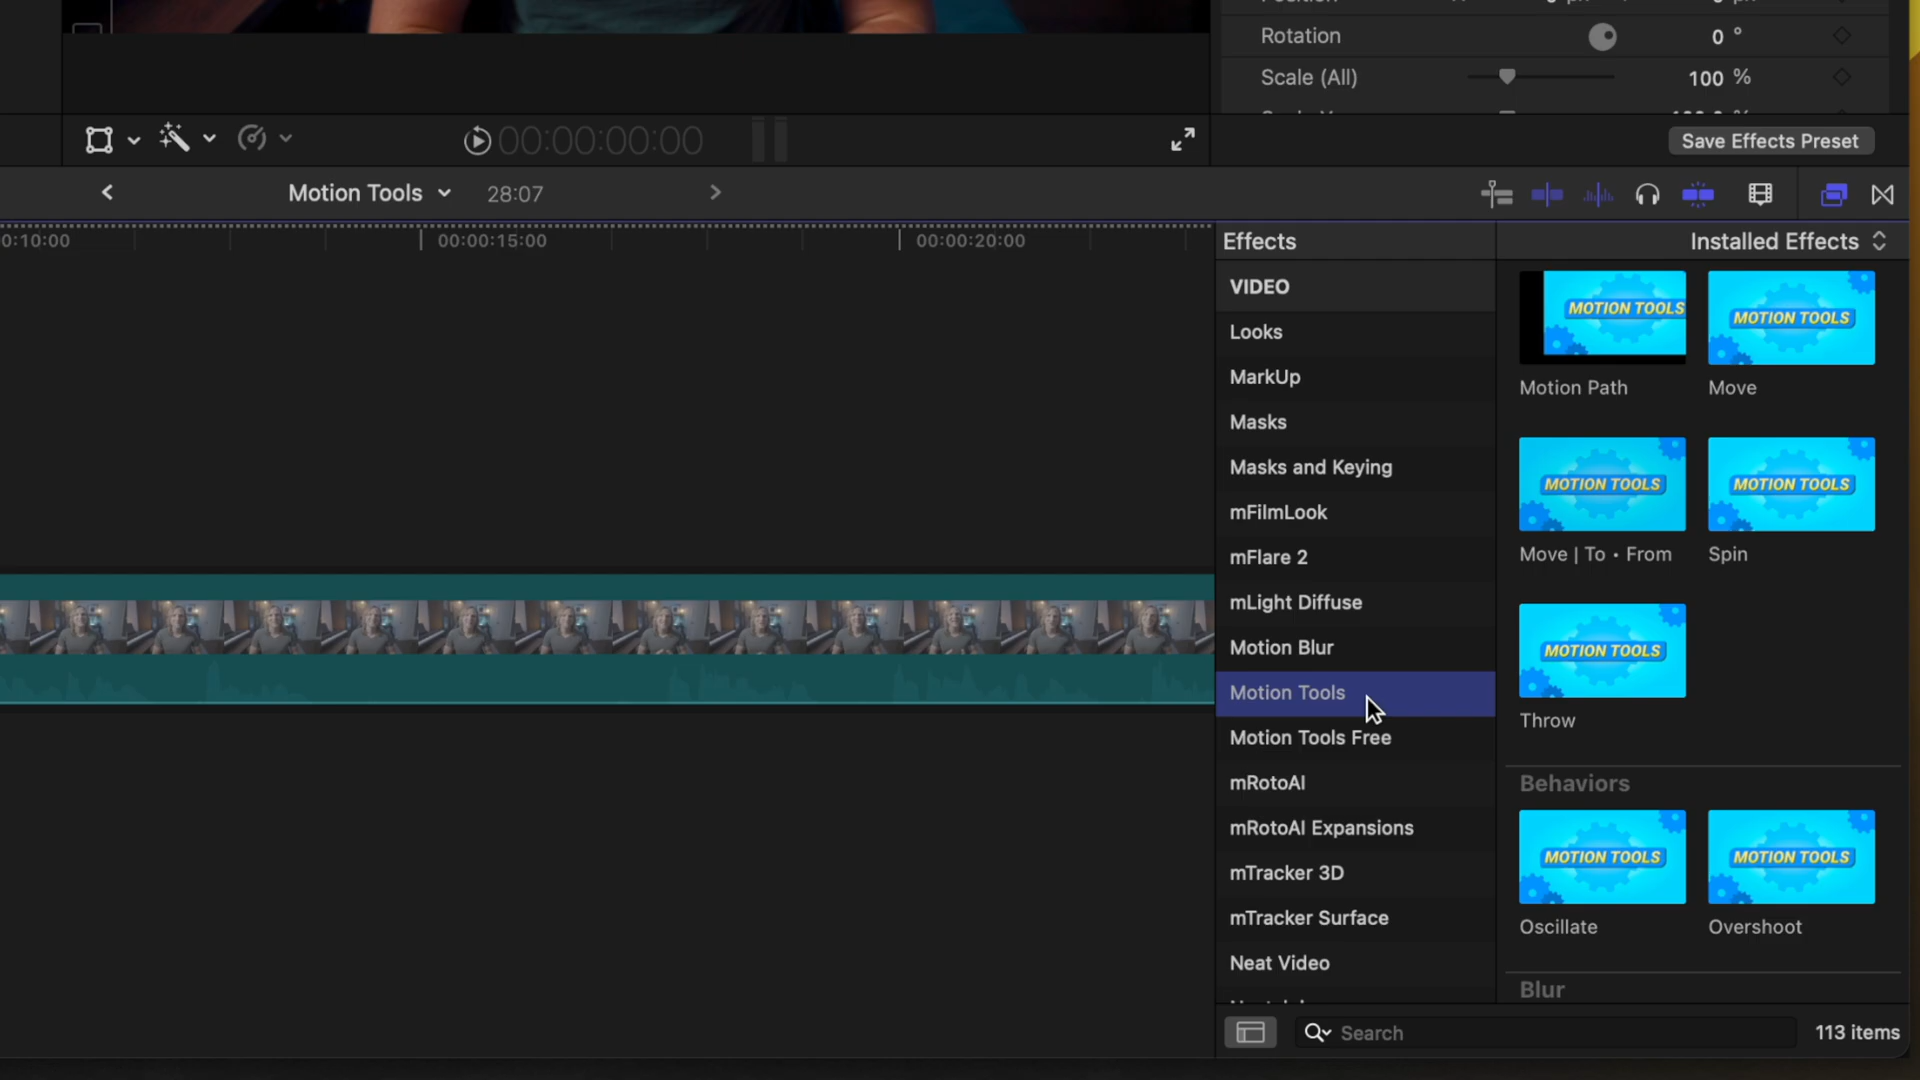 Rotation
0 °
Scale (All)
100 %
00:00:00:00
Save Effects Preset
Motion Tools
28:07
0:10:00
00:00:15:00
00:00:20:00
Effects
Installed Effects
VIDEO
Looks
MarkUp
Masks
Masks and Keying
mFilmLook
mFlare 2
mLight Diffuse
Motion Blur
Motion Tools
Motion Tools Free
mRotoAI
mRotoAI Expansions
mTracker 3D
mTracker Surface
Neat Video
MOTION TOOLS
MOTION TOOLS
Motion Path
Move
MOTION TOOLS
MOTION TOOLS
Move | To • From
Spin
MOTION TOOLS
Throw
Behaviors
MOTION TOOLS
MOTION TOOLS
Oscillate
Overshoot
Blur
Search
113 items